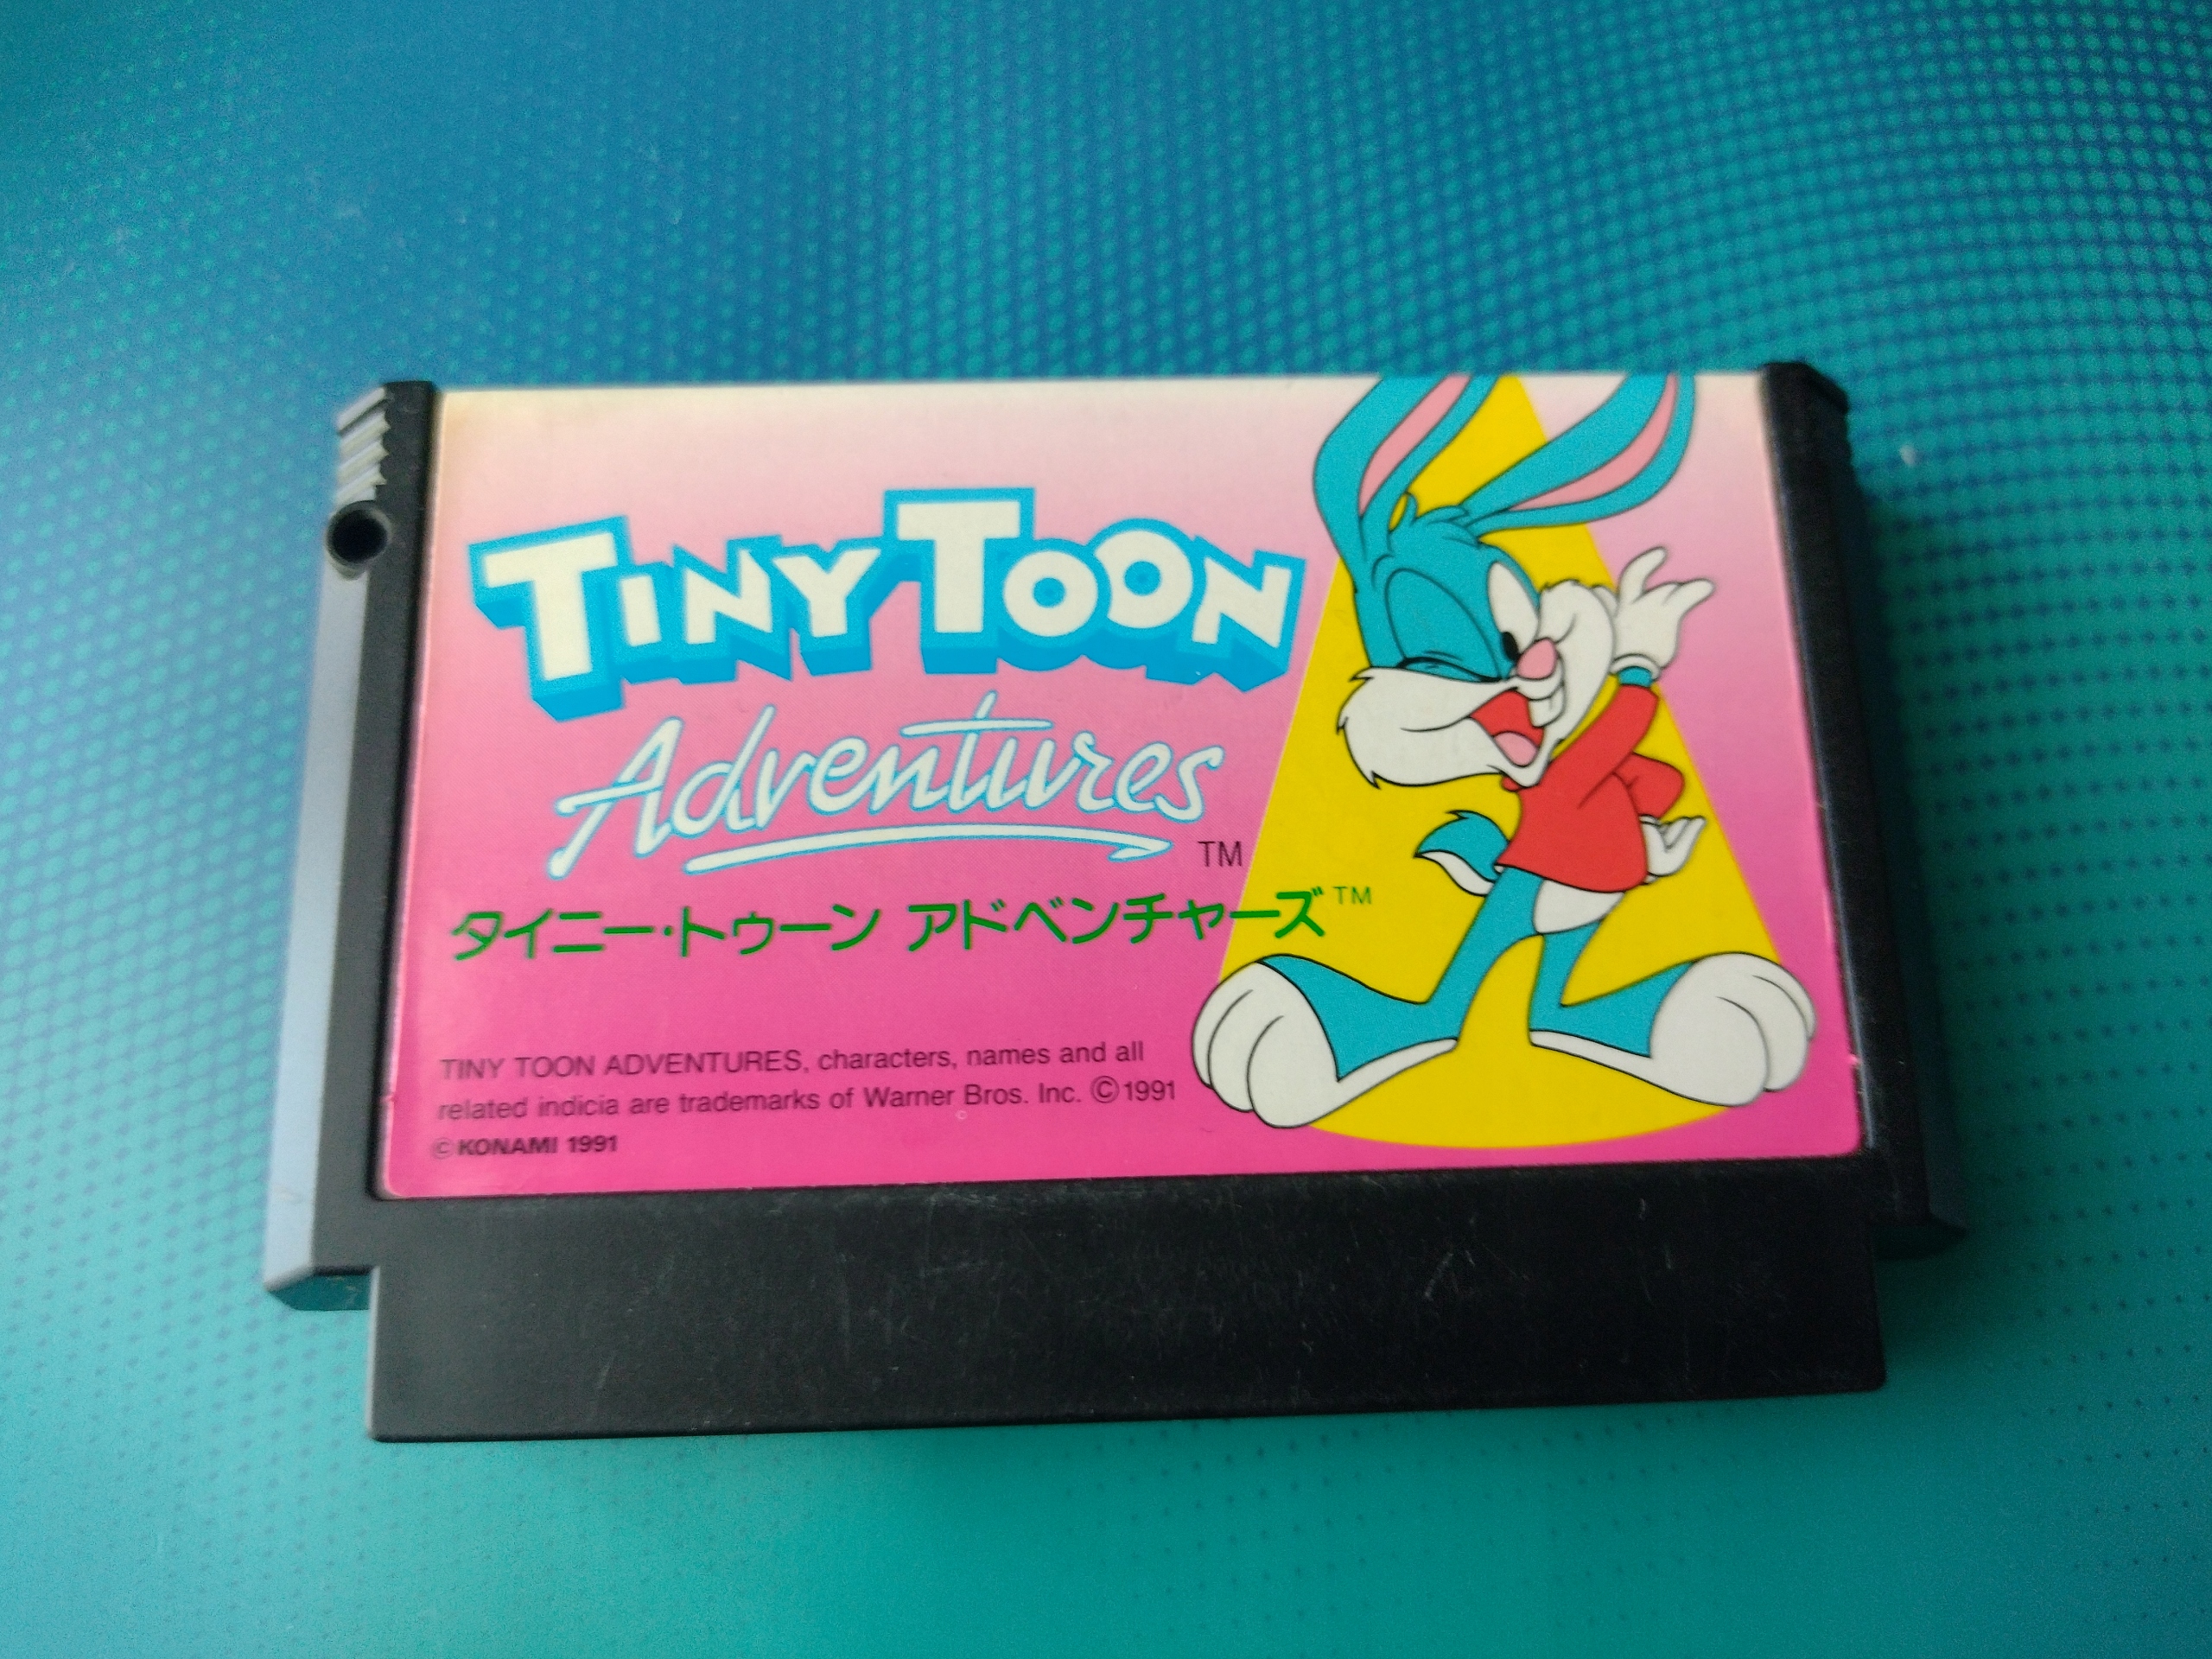 TINY TOON
Adventures TM
タイニー・トゥーン アドベンチャーズ™
TINY TOON ADVENTURES, characters, names and all
related indicia are trademarks of Warner Bros. Inc. ©1991
©KONAMI 1991